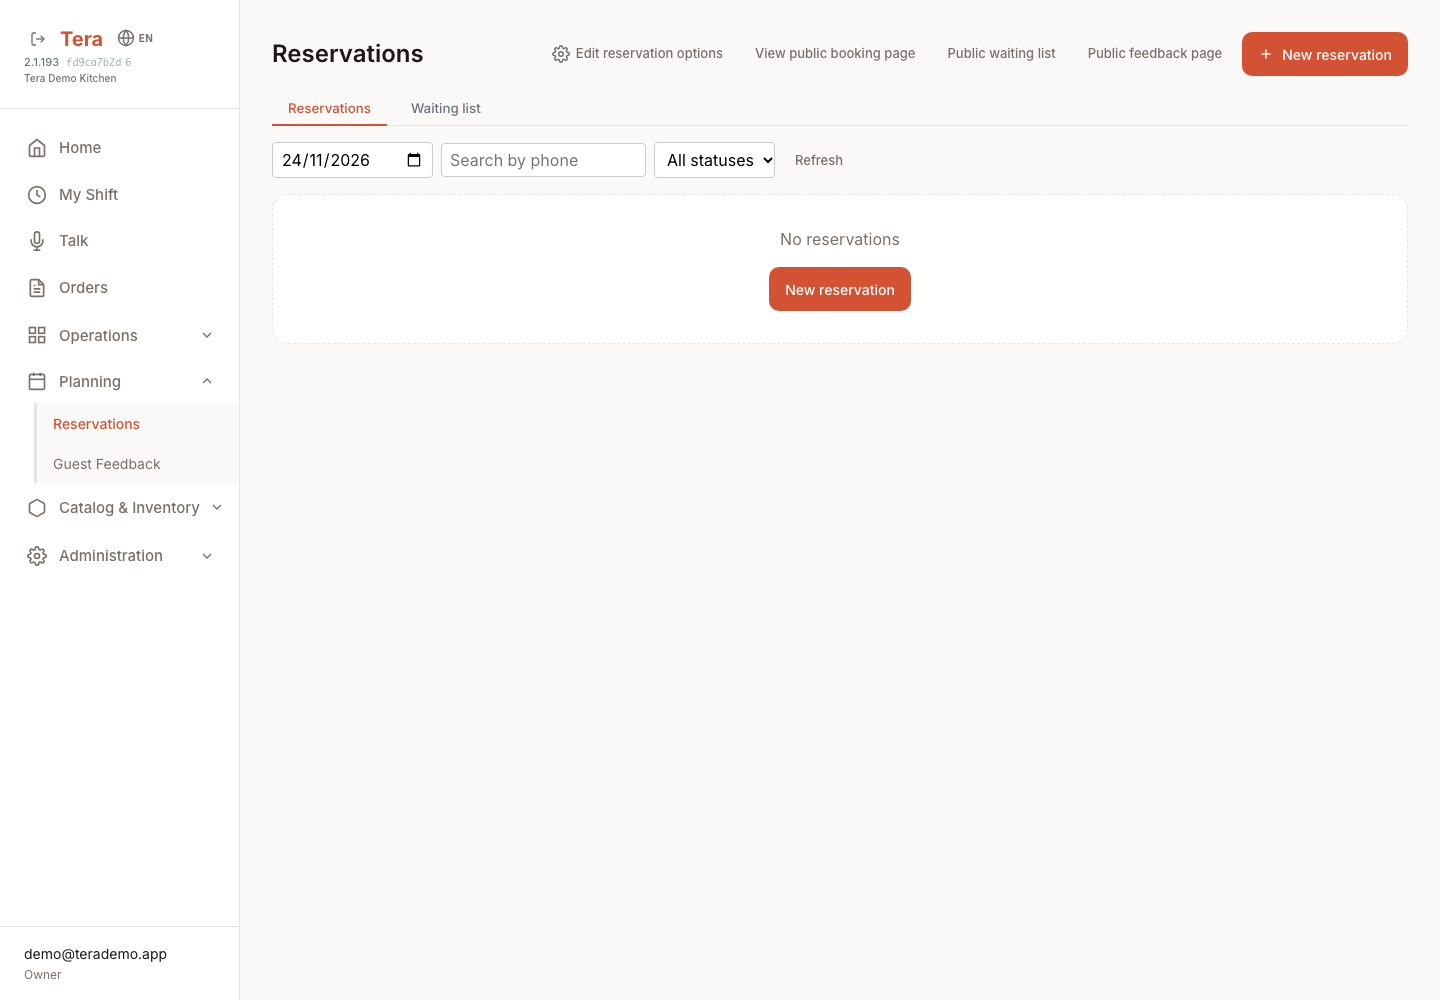 Tera EN
2.1.193 fd9ca7b2d 6
Tera Demo Kitchen
Home
My Shift
Talk
Orders
Operations
Planning
Reservations
Guest Feedback
Catalog & Inventory
Administration
demo@terademo.app
Owner
Reservations
Edit reservation options
View public booking page
Public waiting list
Public feedback page
New reservation
Reservations
Waiting list
24/11/2026
Search by phone
All statuses
Refresh
No reservations
New reservation